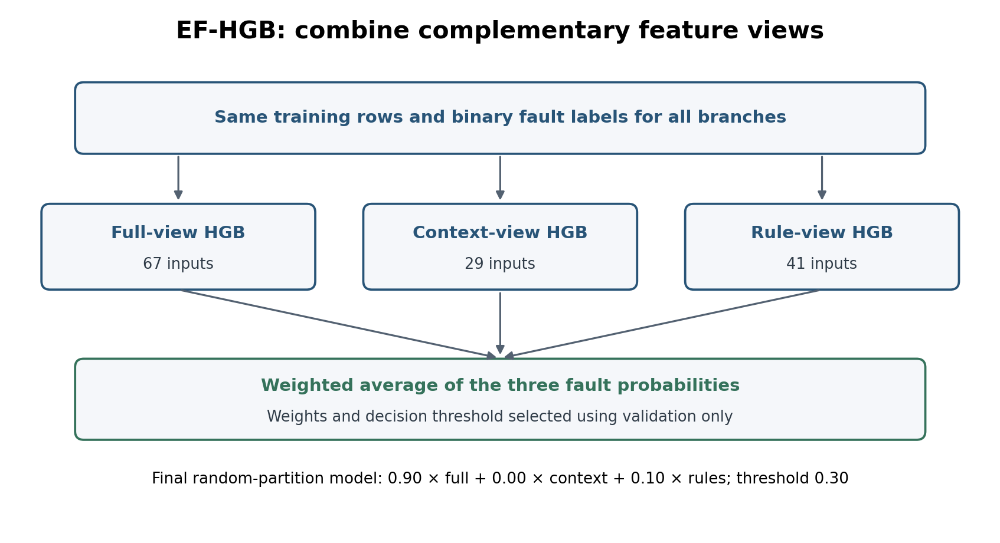 EF-HGB: combine complementary feature views
Same training rows and binary fault labels for all branches
Full-view HGB
67 inputs
Context-view HGB
29 inputs
Rule-view HGB
41 inputs
Weighted average of the three fault probabilities
Weights and decision threshold selected using validation only
Final random-partition model: 0.90 × full + 0.00 × context + 0.10 × rules; threshold 0.30